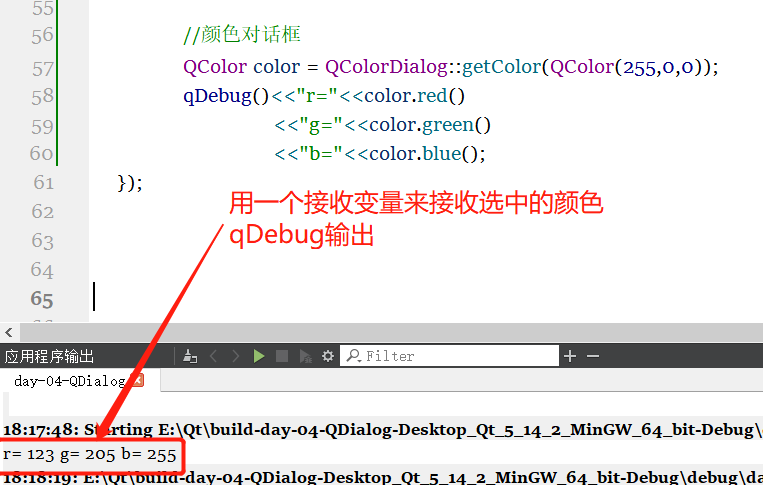 55
56 //颜色对话框
57 QColor color = QColorDialog::getColor(QColor(255,0,0));
58 qDebug()<<"r="<<color.red()
59 <<"g="<<color.green()
60 <<"b="<<color.blue();
61 });
62 用一个接收变量来接收选中的颜色
63 qDebug输出
64
65
应用程序输出 Filter
day-04-QDialog
18:17:48: Starting E:\Qt\build-day-04-QDialog-Desktop_Qt_5_14_2_MinGW_64_bit-Debug\
r= 123 g= 205 b= 255
18:18:19: E:\Qt\build-day-04-QDialog-Desktop_Qt_5_14_2_MinGW_64_bit-Debug\debug\da